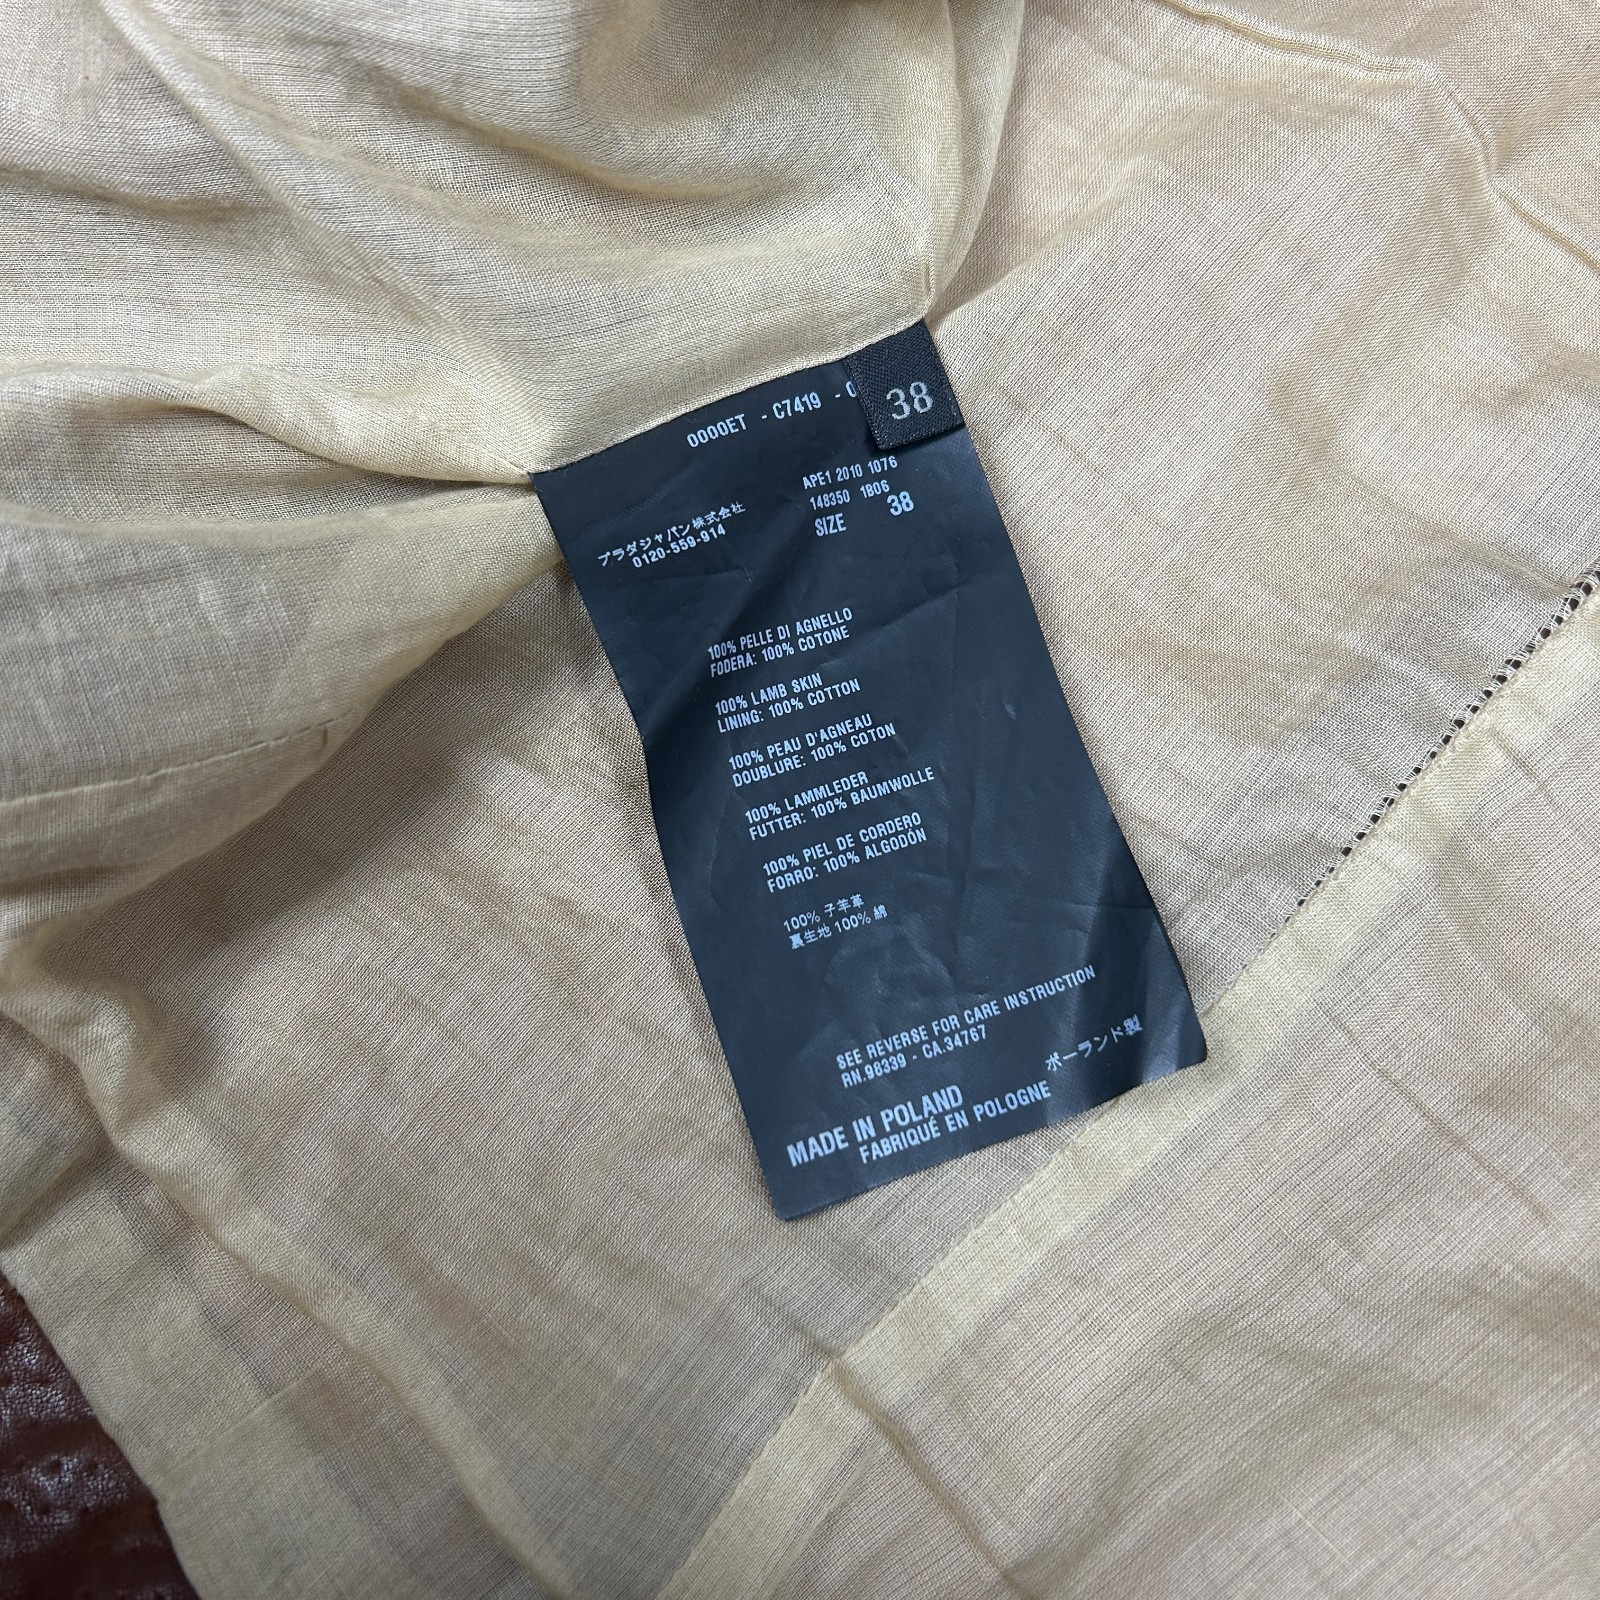 38
0000ET - C7419 - 0
APE1 2010 1076
148350 1B06
SIZE 38
プラダジャパン株式会社
0120-559-914
100% PELLE DI AGNELLO
FODERA: 100% COTONE
100% LAMB SKIN
LINING: 100% COTTON
100% PEAU D'AGNEAU
DOUBLURE: 100% COTON
100% LAMMLEDER
FUTTER: 100% BAUMWOLLE
100% PIEL DE CORDERO
FORRO: 100% ALGODÓN
100% 子羊革
裏生地 100% 綿
SEE REVERSE FOR CARE INSTRUCTION
RN.98339 - CA.34767
ポーランド製
MADE IN POLAND
FABRIQUÉ EN POLOGNE